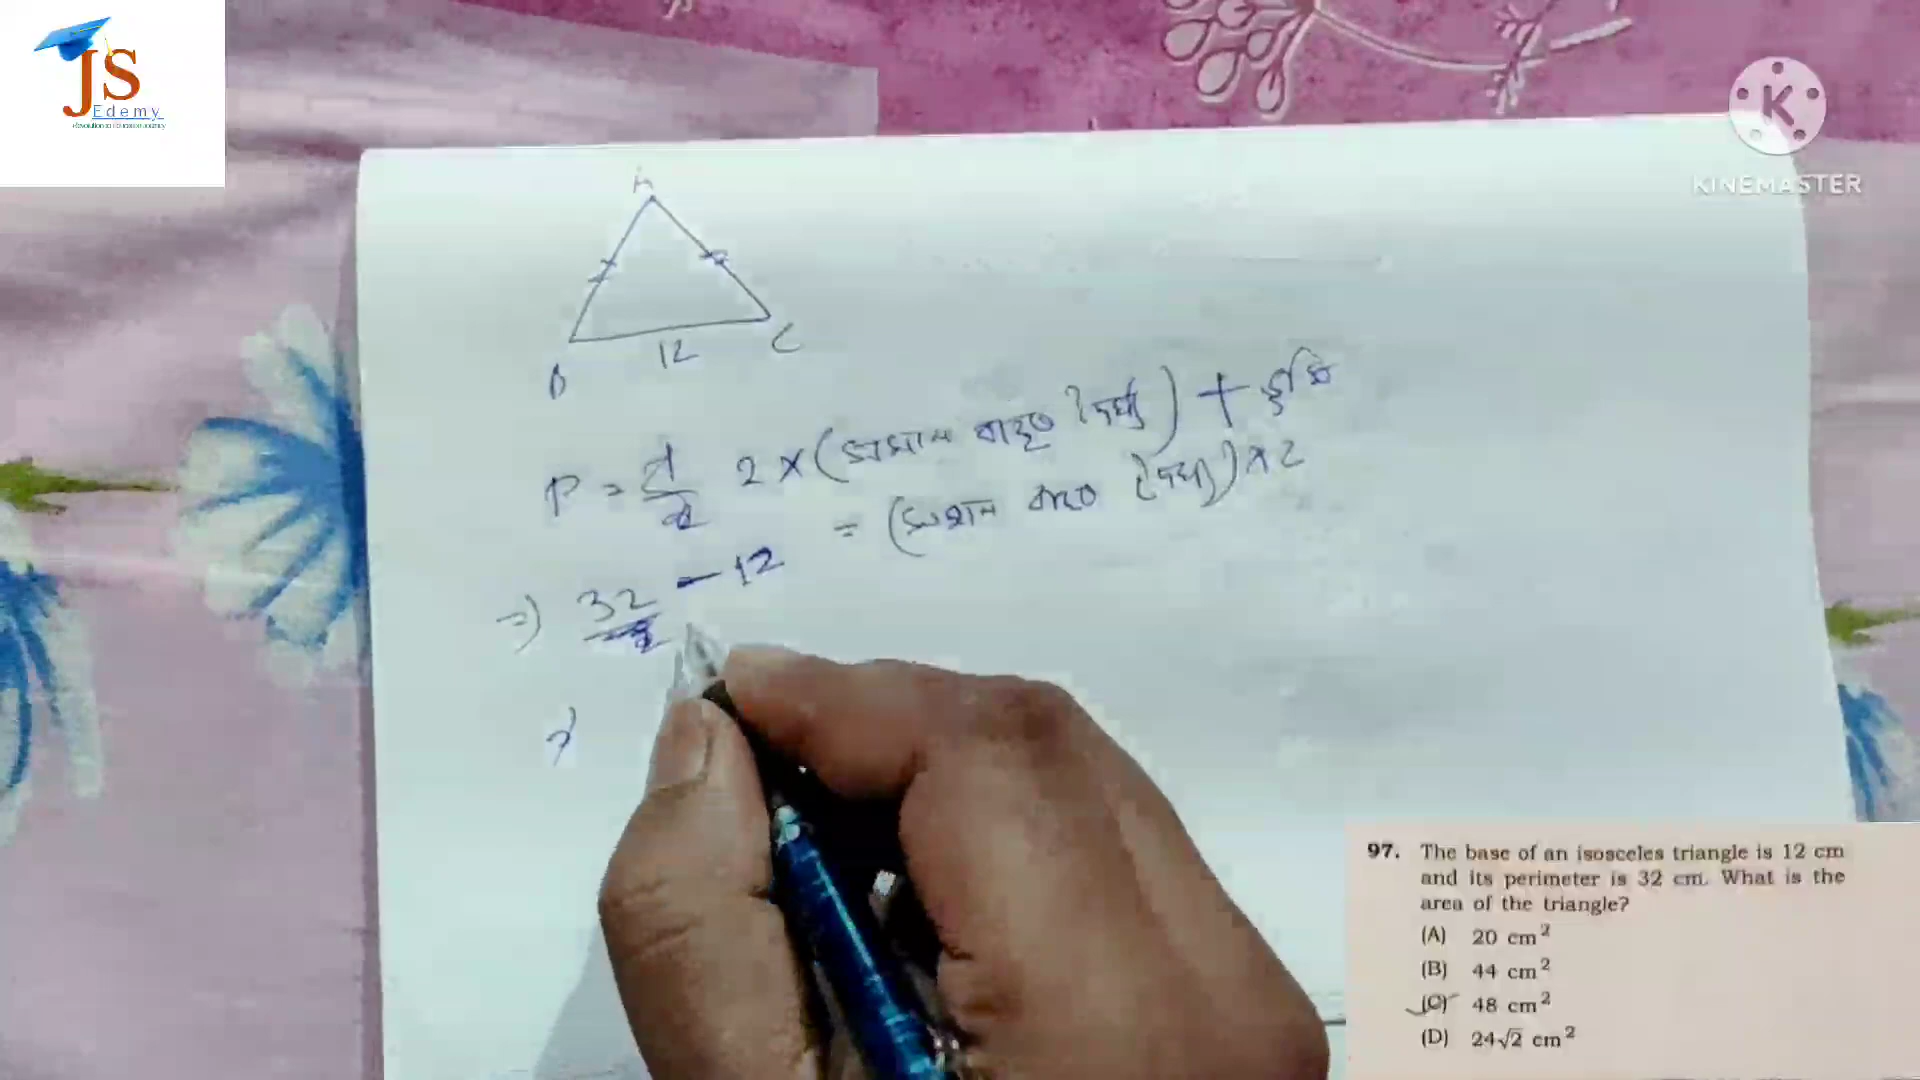 JS
Edemy
KINEMASTER
A
B
12
C
P = 2 × (সমান বাহুর দৈর্ঘ্য) + ভূমি
⇒ 32 - 12 = (সমান বাহুর দৈর্ঘ্য) × 2
⇒
97. The base of an isosceles triangle is 12 cm
and its perimeter is 32 cm. What is the
area of the triangle?
(A) 20 cm²
(B) 44 cm²
(C) 48 cm²
(D) 24√2 cm²